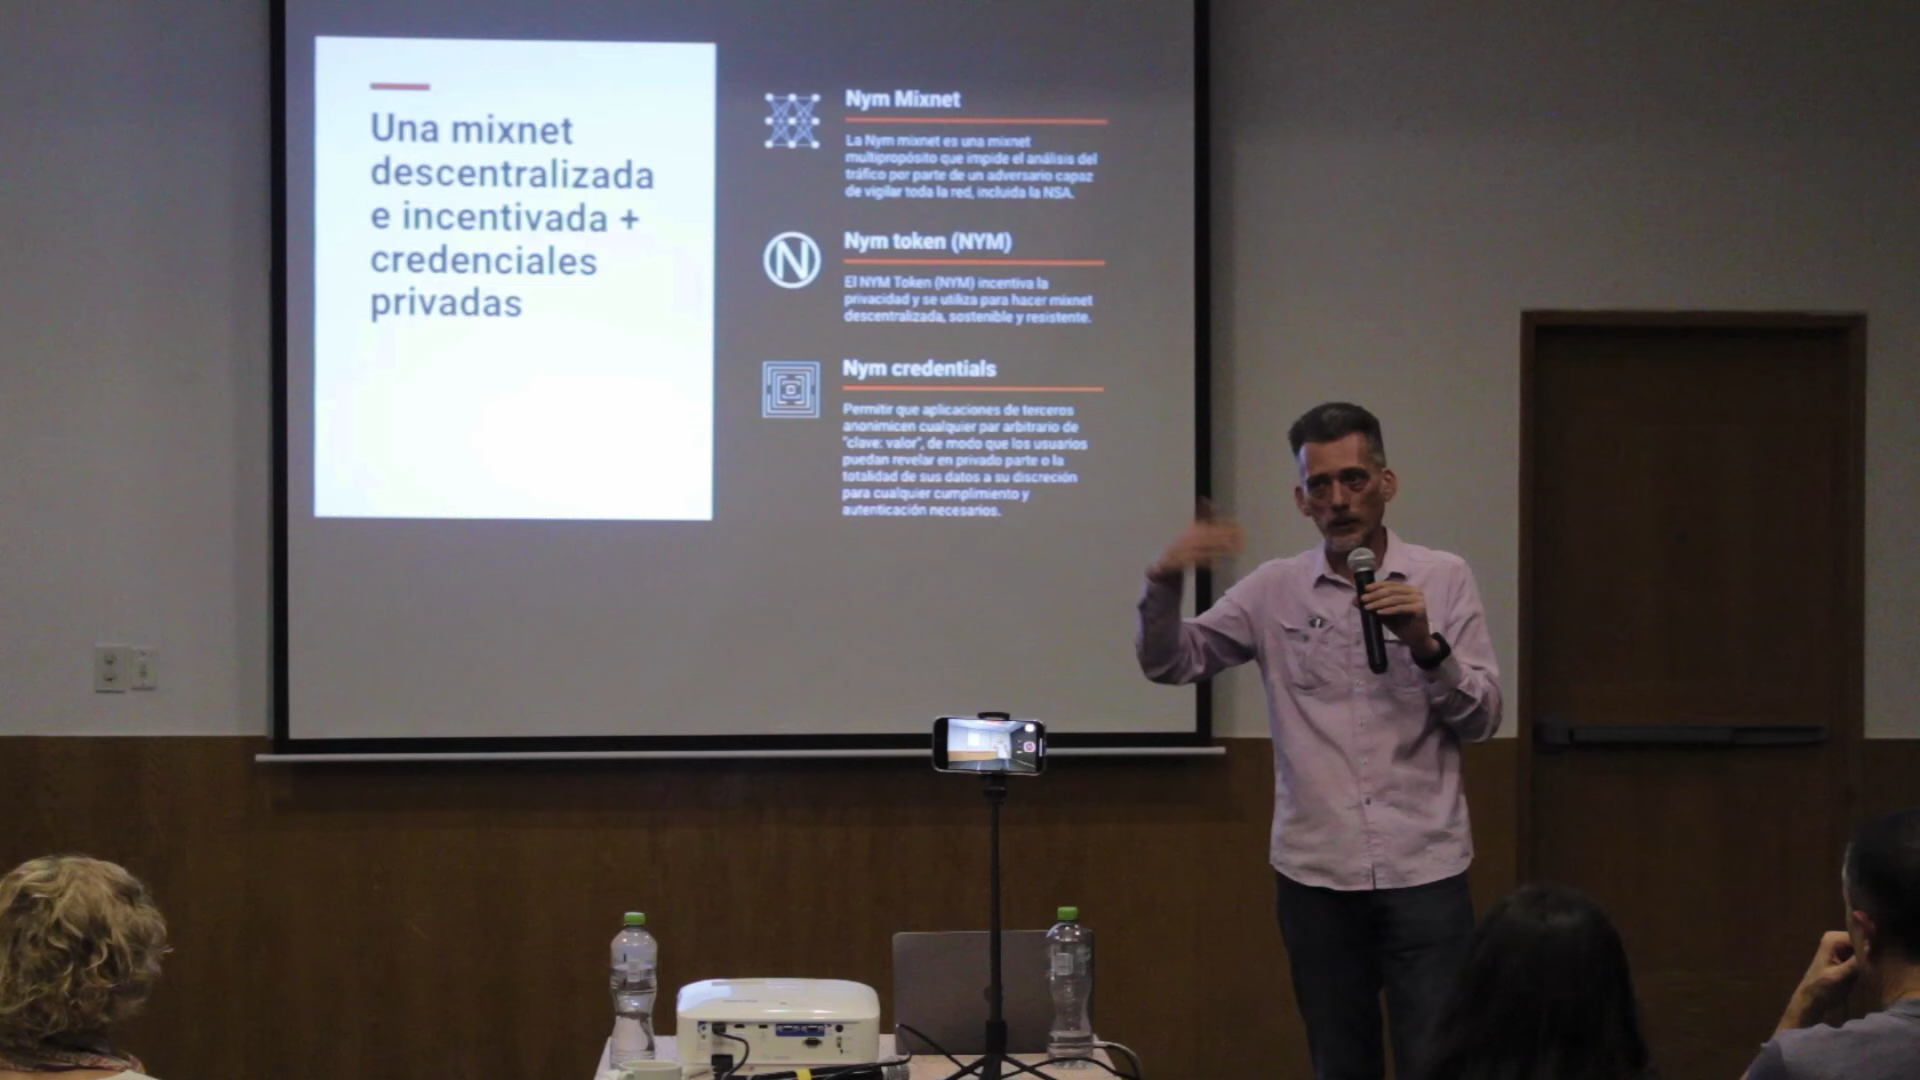 Una mixnet
descentralizada
e incentivada +
credenciales
privadas
Nym Mixnet
La Nym mixnet es una mixnet
multipropósito que impide el análisis del
tráfico por parte de un adversario capaz
de vigilar toda la red, incluida la NSA.
N
Nym token (NYM)
El NYM Token (NYM) incentiva la
privacidad y se utiliza para hacer mixnet
descentralizada, sostenible y resistente.
Nym credentials
Permitir que aplicaciones de terceros
anonimicen cualquier par arbitrario de
"clave: valor", de modo que los usuarios
puedan revelar en privado parte o la
totalidad de sus datos a su discreción
para cualquier cumplimiento y
autenticación necesarios.